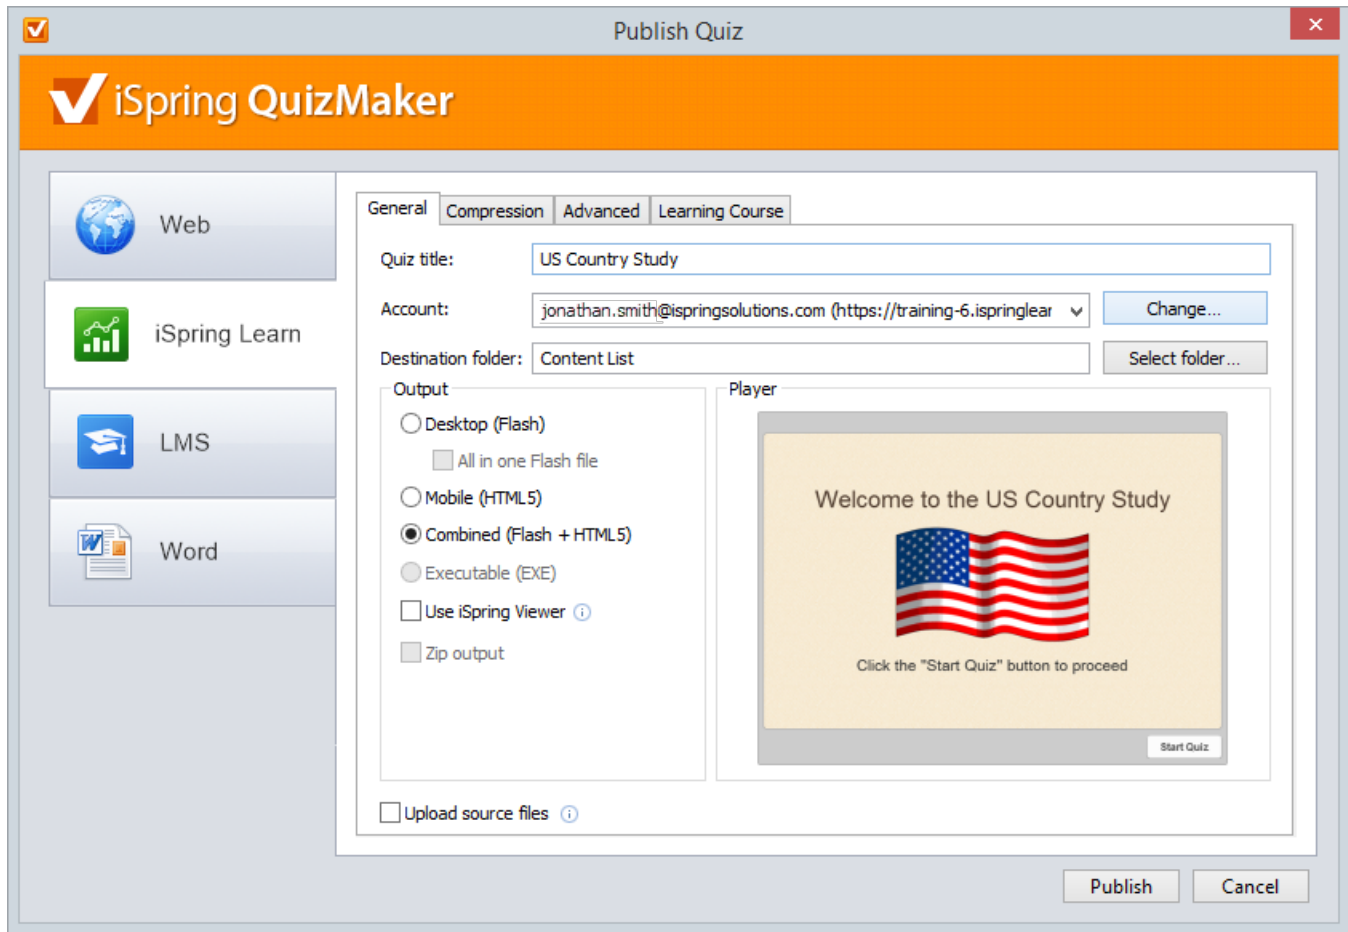 Publish Quiz
iSpring QuizMaker
Web
iSpring Learn
LMS
Word
General Compression Advanced Learning Course
Quiz title: US Country Study
Account: jonathan.smith@ispringsolutions.com (https://training-6.ispringlear Change...
Destination folder: Content List Select folder...
Output
Desktop (Flash)
All in one Flash file
Mobile (HTML5)
Combined (Flash + HTML5)
Executable (EXE)
Use iSpring Viewer
Zip output
Player
Welcome to the US Country Study
Click the "Start Quiz" button to proceed
Start Quiz
Upload source files
Publish Cancel